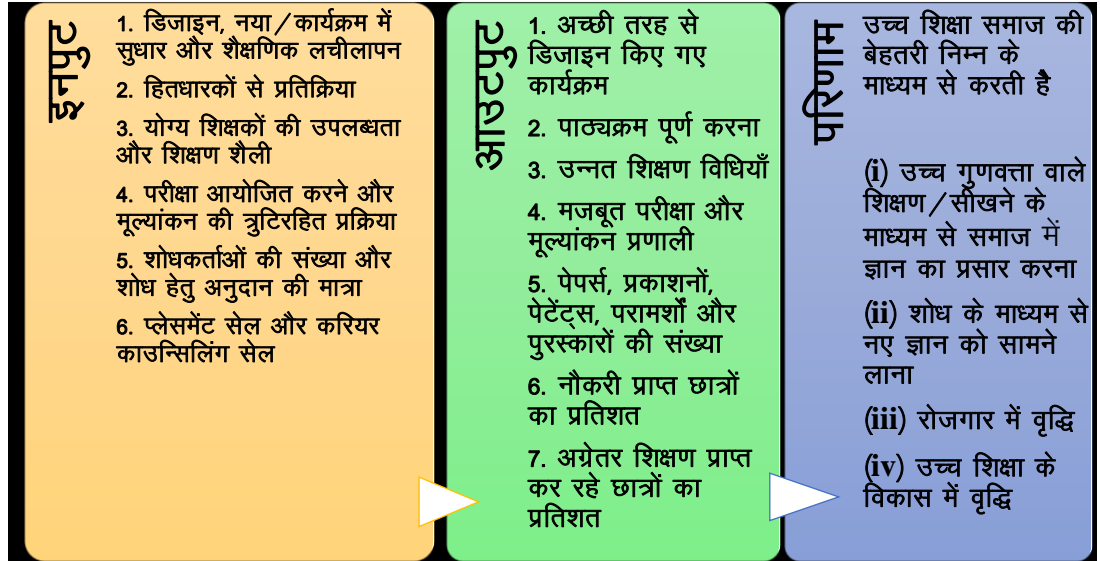 इनपुट
1. डिजाइन, नया/कार्यक्रम में
सुधार और शैक्षणिक लचीलापन
2. हितधारकों से प्रतिक्रिया
3. योग्य शिक्षकों की उपलब्धता
और शिक्षण शैली
4. परीक्षा आयोजित करने और
मूल्यांकन की त्रुटिरहित प्रक्रिया
5. शोधकर्ताओं की संख्या और
शोध हेतु अनुदान की मात्रा
6. प्लेसमेंट सेल और करियर
काउन्सिलिंग सेल
आउटपुट
1. अच्छी तरह से
डिजाइन किए गए
कार्यक्रम
2. पाठ्यक्रम पूर्ण करना
3. उन्नत शिक्षण विधियाँ
4. मजबूत परीक्षा और
मूल्यांकन प्रणाली
5. पेपर्स, प्रकाशनों,
पेटेंट्स, परामर्शों और
पुरस्कारों की संख्या
6. नौकरी प्राप्त छात्रों
का प्रतिशत
7. अग्रेतर शिक्षण प्राप्त
कर रहे छात्रों का
प्रतिशत
परिणाम
उच्च शिक्षा समाज की
बेहतरी निम्न के
माध्यम से करती है
(i) उच्च गुणवत्ता वाले
शिक्षण/सीखने के
माध्यम से समाज में
ज्ञान का प्रसार करना
(ii) शोध के माध्यम से
नए ज्ञान को सामने
लाना
(iii) रोजगार में वृद्धि
(iv) उच्च शिक्षा के
विकास में वृद्धि